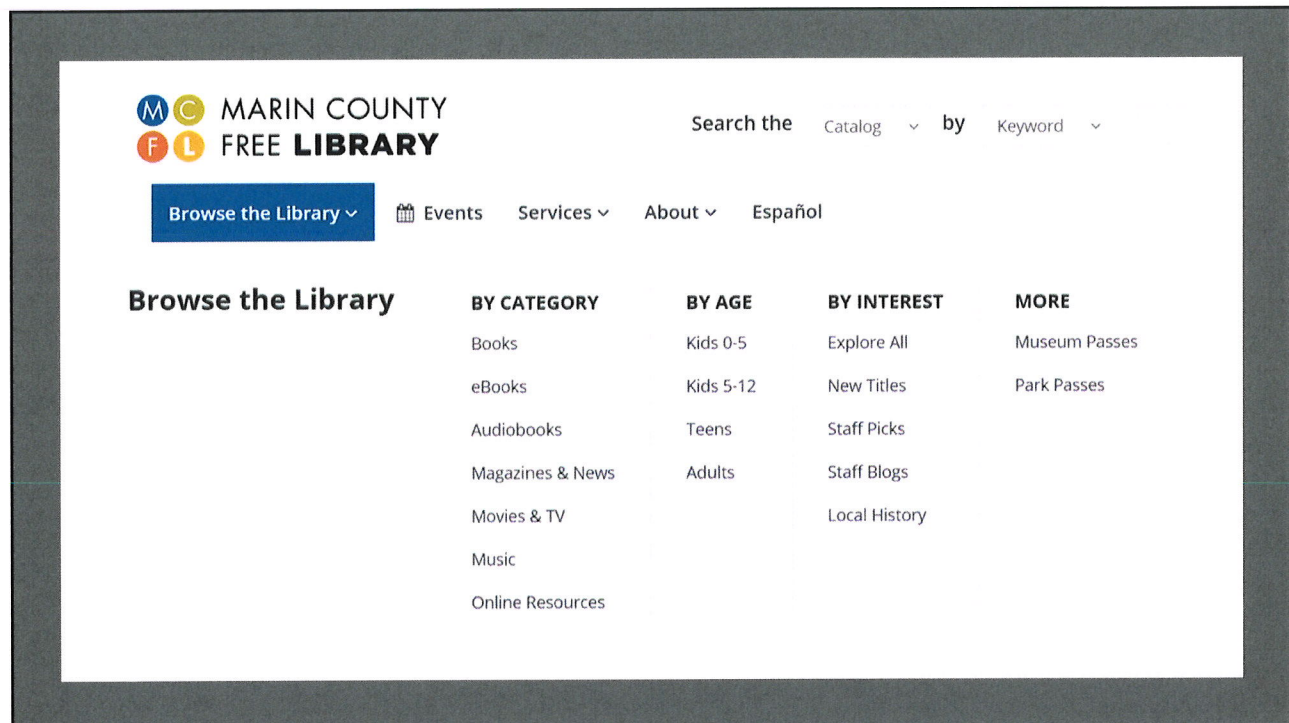 MC MARIN COUNTY
FL FREE LIBRARY
Search the Catalog by Keyword
Browse the Library Events Services About Español
Browse the Library
BY CATEGORY
Books
eBooks
Audiobooks
Magazines & News
Movies & TV
Music
Online Resources
BY AGE
Kids 0-5
Kids 5-12
Teens
Adults
BY INTEREST
Explore All
New Titles
Staff Picks
Staff Blogs
Local History
MORE
Museum Passes
Park Passes